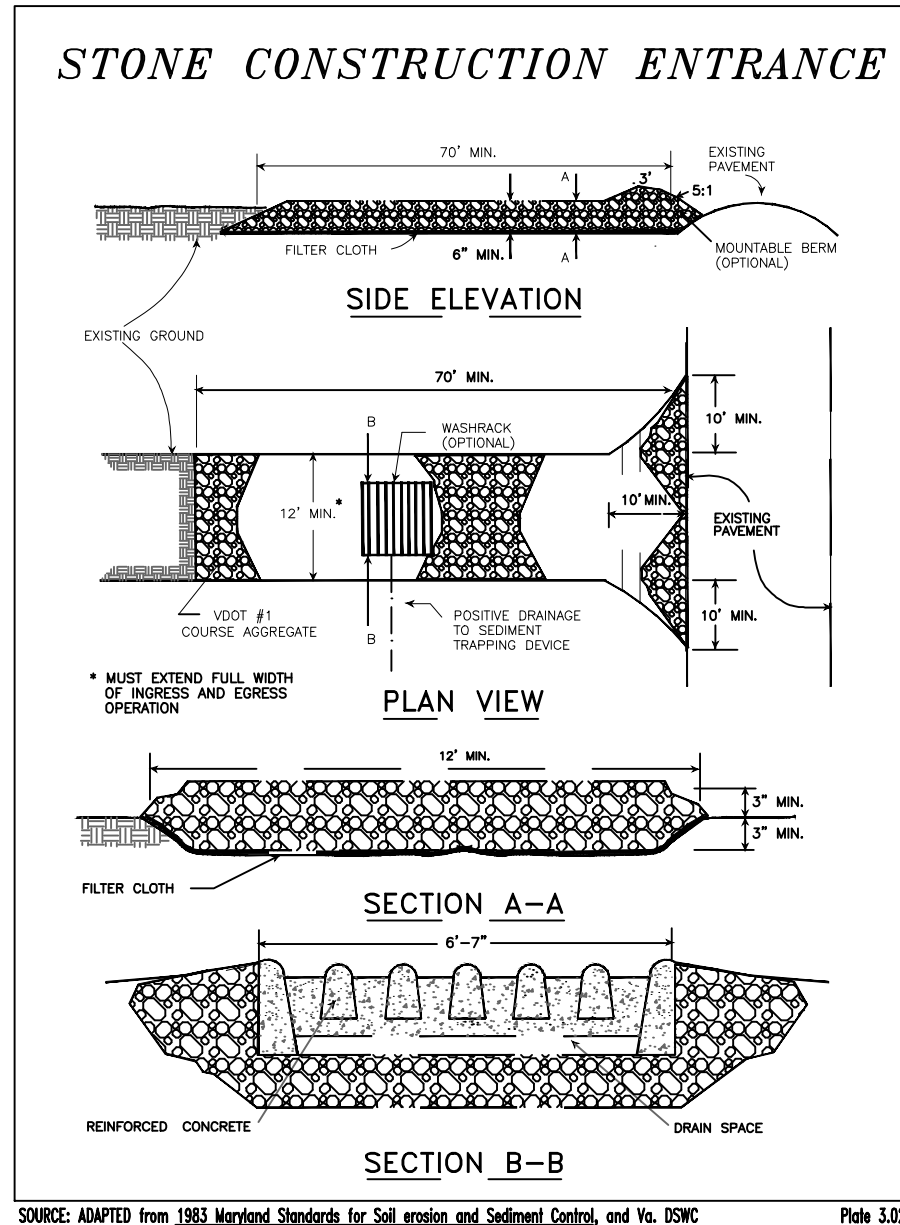 STONE CONSTRUCTION ENTRANCE
70' MIN.
EXISTING
PAVEMENT
A
3'
5:1
FILTER CLOTH
6" MIN.
A
MOUNTABLE BERM
(OPTIONAL)
SIDE ELEVATION
EXISTING GROUND
70' MIN.
B
WASHRACK
(OPTIONAL)
10' MIN.
12' MIN.*
10'MIN.
EXISTING
PAVEMENT
VDOT #1
COURSE AGGREGATE
B
POSITIVE DRAINAGE
TO SEDIMENT
TRAPPING DEVICE
10' MIN.
* MUST EXTEND FULL WIDTH
OF INGRESS AND EGRESS
OPERATION
PLAN VIEW
12' MIN.
3" MIN.
3" MIN.
FILTER CLOTH
SECTION A-A
6'-7"
REINFORCED CONCRETE
DRAIN SPACE
SECTION B-B
SOURCE: ADAPTED from 1983 Maryland Standards for Soil erosion and Sediment Control, and Va. DSWC
Plate 3.02